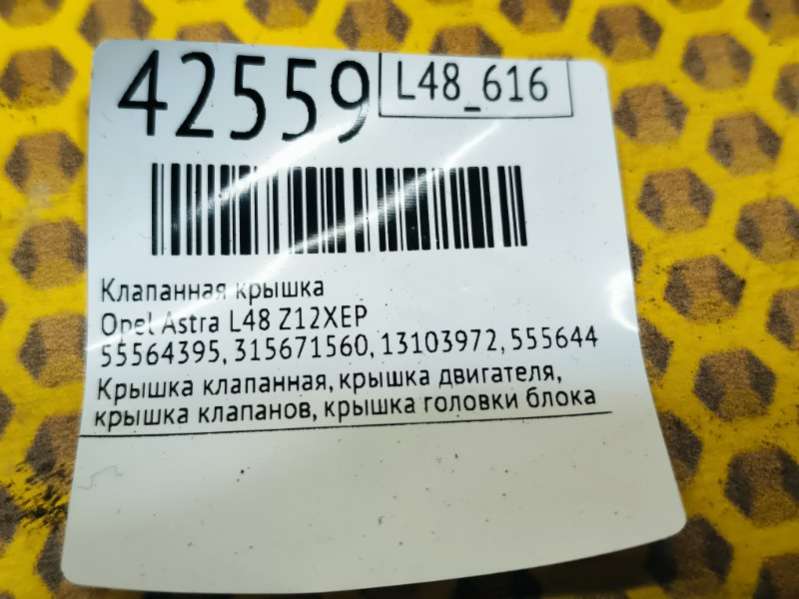 42559
L48_616
Клапанная крышка
Opel Astra L48 Z12XEP
55564395, 315671560, 13103972, 555644
Крышка клапанная, крышка двигателя,
крышка клапанов, крышка головки блока